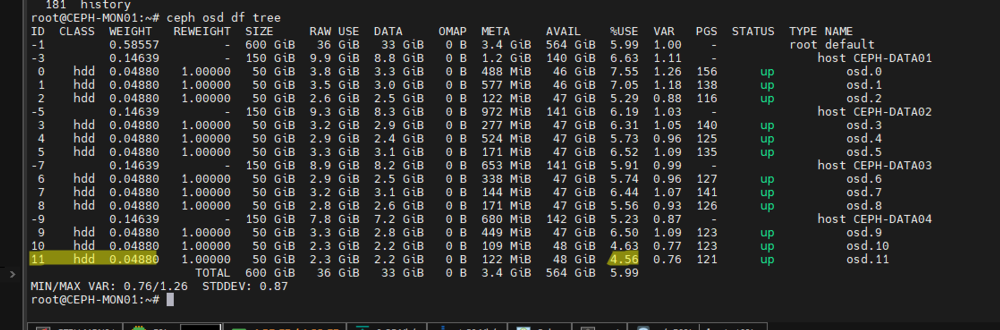 181  history
root@CEPH-MON01:~# ceph osd df tree
ID  CLASS  WEIGHT   REWEIGHT  SIZE     RAW USE  DATA     OMAP  META     AVAIL    %USE  VAR   PGS  STATUS  TYPE NAME
-1         0.58557         -  600 GiB   36 GiB   33 GiB   0 B  3.4 GiB  564 GiB  5.99  1.00    -          root default
-3         0.14639         -  150 GiB  9.9 GiB  8.8 GiB   0 B  1.2 GiB  140 GiB  6.63  1.11    -              host CEPH-DATA01
 0    hdd  0.04880   1.00000   50 GiB  3.8 GiB  3.3 GiB   0 B  488 MiB   46 GiB  7.55  1.26  156      up          osd.0
 1    hdd  0.04880   1.00000   50 GiB  3.5 GiB  3.0 GiB   0 B  577 MiB   46 GiB  7.05  1.18  138      up          osd.1
 2    hdd  0.04880   1.00000   50 GiB  2.6 GiB  2.5 GiB   0 B  122 MiB   47 GiB  5.29  0.88  116      up          osd.2
-5         0.14639         -  150 GiB  9.3 GiB  8.3 GiB   0 B  972 MiB  141 GiB  6.19  1.03    -              host CEPH-DATA02
 3    hdd  0.04880   1.00000   50 GiB  3.2 GiB  2.9 GiB   0 B  277 MiB   47 GiB  6.31  1.05  140      up          osd.3
 4    hdd  0.04880   1.00000   50 GiB  2.9 GiB  2.4 GiB   0 B  524 MiB   47 GiB  5.73  0.96  125      up          osd.4
 5    hdd  0.04880   1.00000   50 GiB  3.3 GiB  3.1 GiB   0 B  171 MiB   47 GiB  6.52  1.09  135      up          osd.5
-7         0.14639         -  150 GiB  8.9 GiB  8.2 GiB   0 B  653 MiB  141 GiB  5.91  0.99    -              host CEPH-DATA03
 6    hdd  0.04880   1.00000   50 GiB  2.9 GiB  2.5 GiB   0 B  338 MiB   47 GiB  5.74  0.96  127      up          osd.6
 7    hdd  0.04880   1.00000   50 GiB  3.2 GiB  3.1 GiB   0 B  144 MiB   47 GiB  6.44  1.07  141      up          osd.7
 8    hdd  0.04880   1.00000   50 GiB  2.8 GiB  2.6 GiB   0 B  171 MiB   47 GiB  5.56  0.93  126      up          osd.8
-9         0.14639         -  150 GiB  7.8 GiB  7.2 GiB   0 B  680 MiB  142 GiB  5.23  0.87    -              host CEPH-DATA04
 9    hdd  0.04880   1.00000   50 GiB  3.3 GiB  2.8 GiB   0 B  449 MiB   47 GiB  6.50  1.09  123      up          osd.9
10    hdd  0.04880   1.00000   50 GiB  2.3 GiB  2.2 GiB   0 B  109 MiB   48 GiB  4.63  0.77  123      up          osd.10
11    hdd  0.04880   1.00000   50 GiB  2.3 GiB  2.2 GiB   0 B  122 MiB   48 GiB  4.56  0.76  121      up          osd.11
TOTAL  600 GiB   36 GiB   33 GiB   0 B  3.4 GiB  564 GiB  5.99
MIN/MAX VAR: 0.76/1.26  STDDEV: 0.87
root@CEPH-MON01:~#